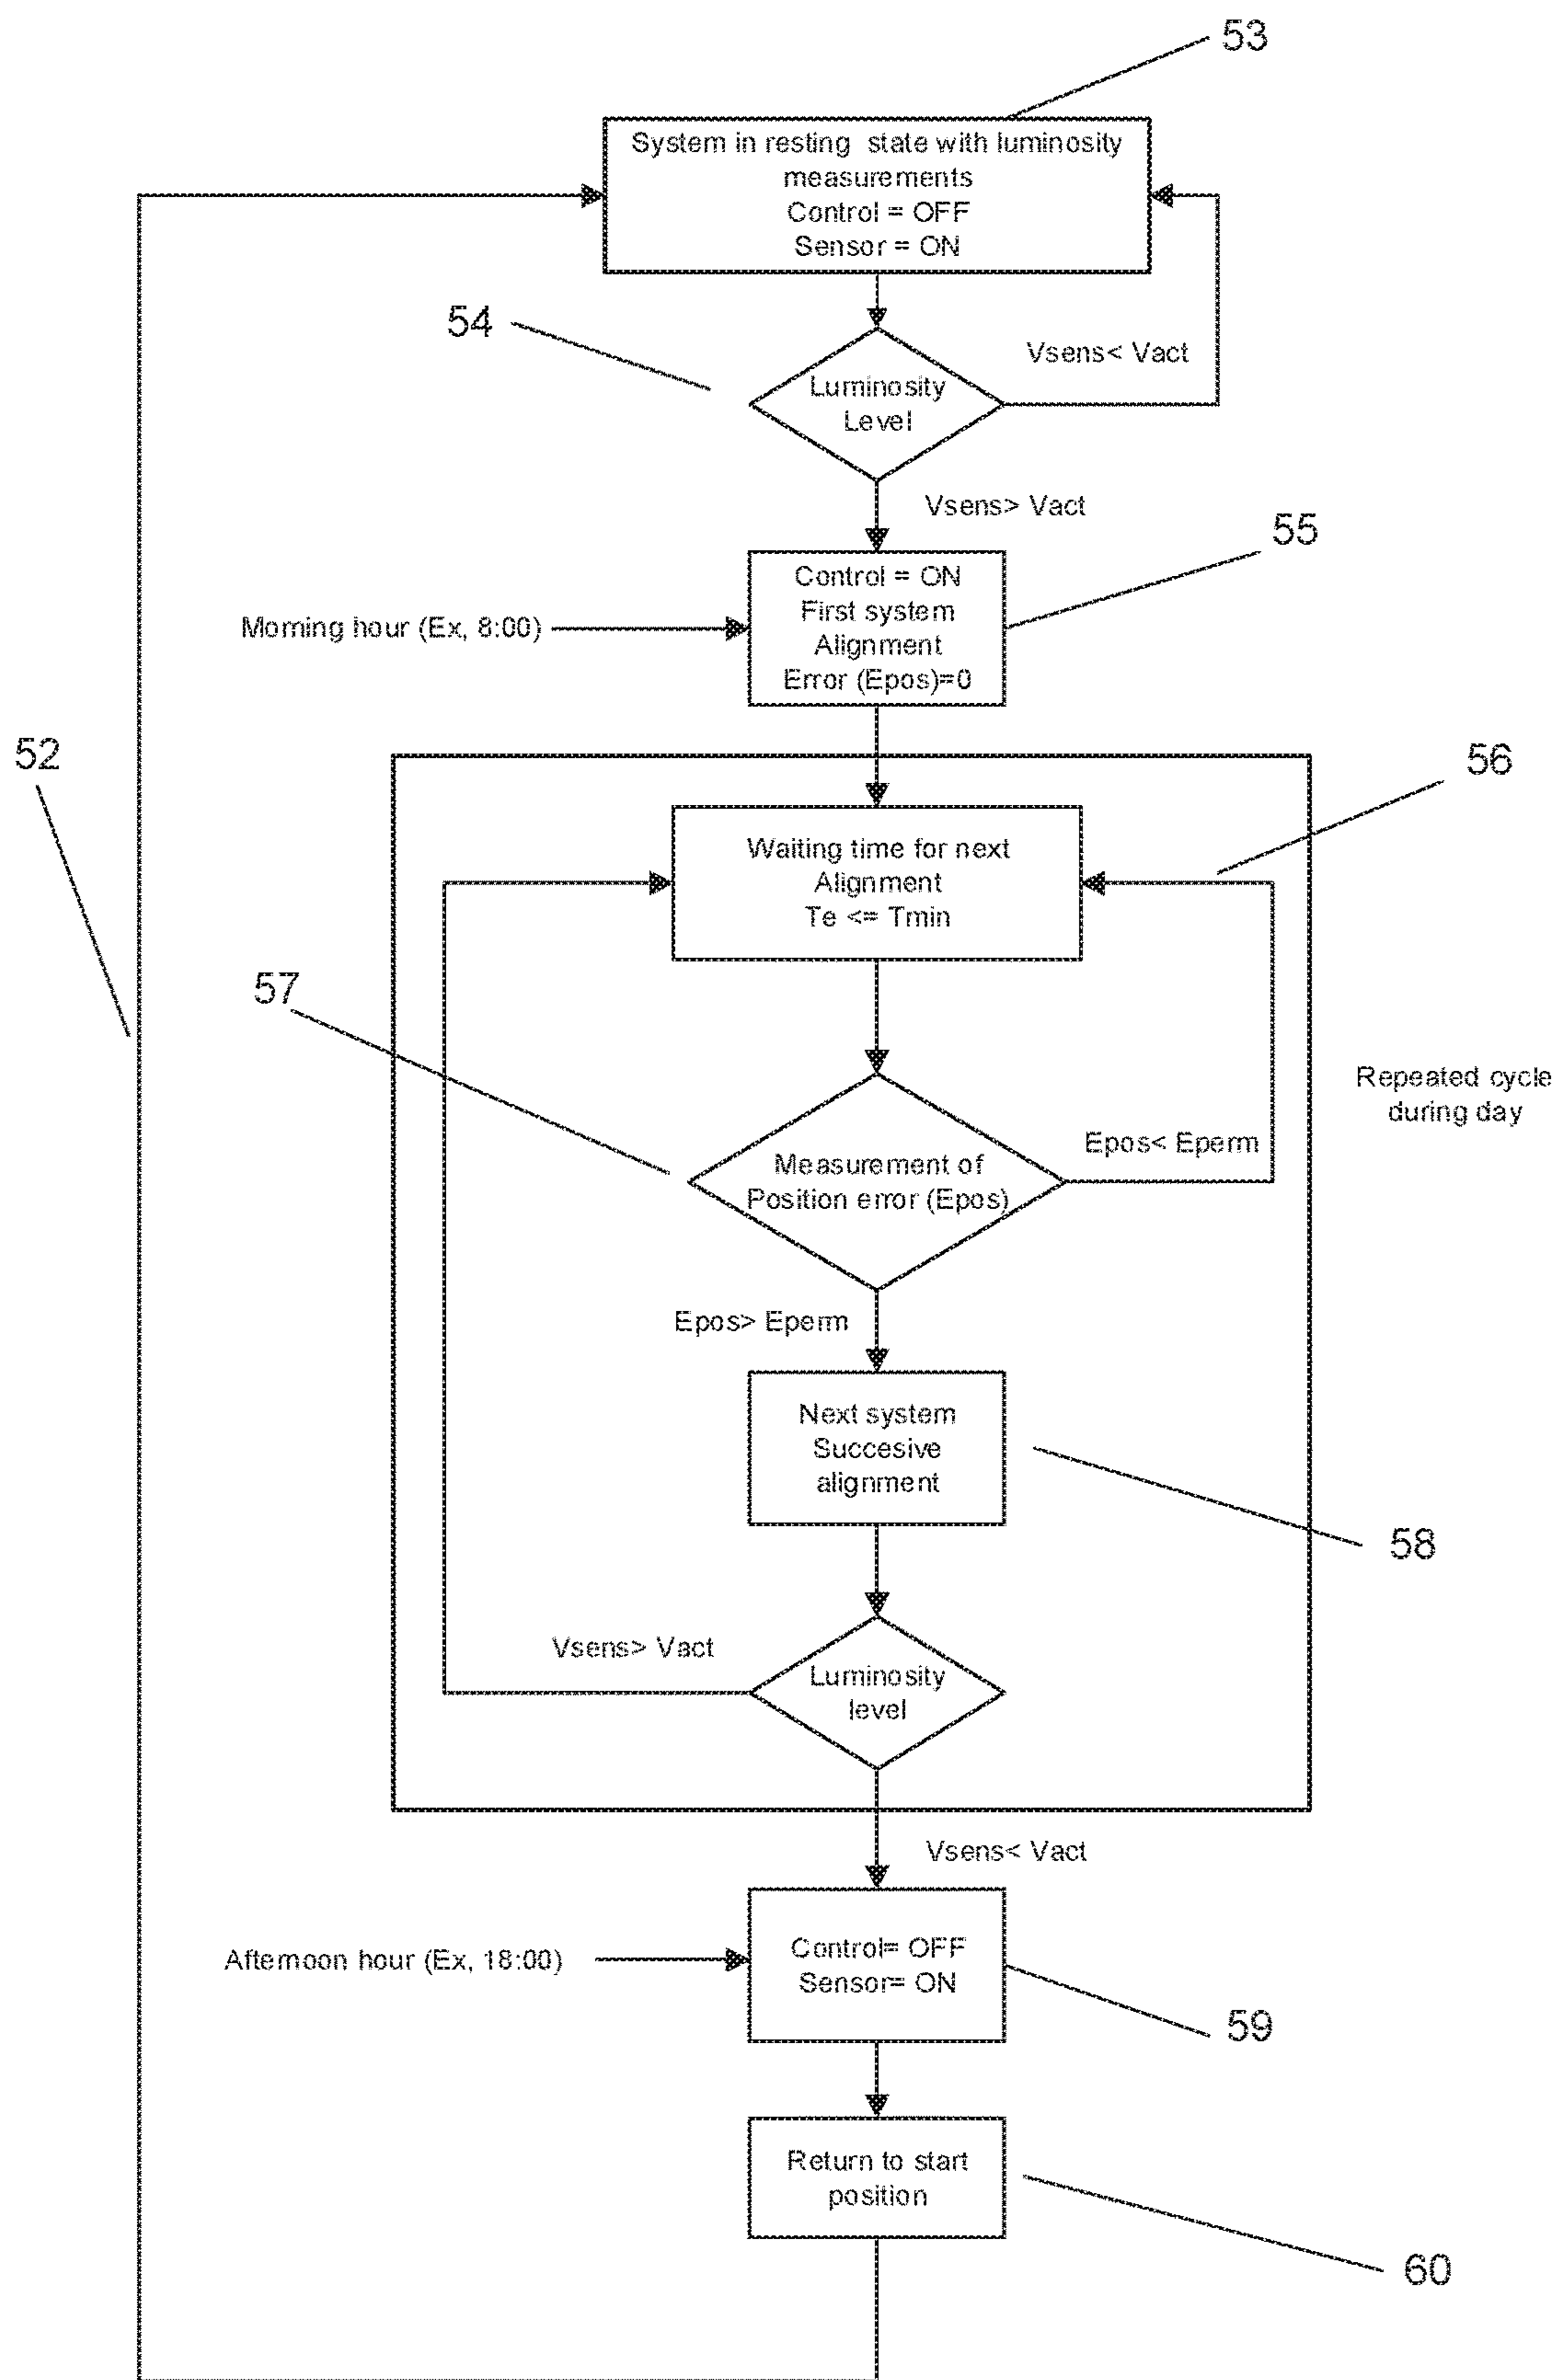 53
System in resting state with luminosity
measurements
Control = OFF
Sensor = ON
54
Vsens< Vact
Luminosity
Level
Vsens> Vact
55
Control = ON
First system
Alignment
Error (Epos)=0
Morning hour (Ex, 8:00)
52
56
Waiting time for next
Alignment
Te <= Tmin
57
Repeated cycle
during day
Epos< Eperm
Measurement of
Position error (Epos)
Epos> Eperm
Next system
Succesive
alignment
58
Vsens> Vact
Luminosity
level
Vsens< Vact
Afternoon hour (Ex, 18:00)
Control= OFF
Sensor= ON
59
Return to start
position
60